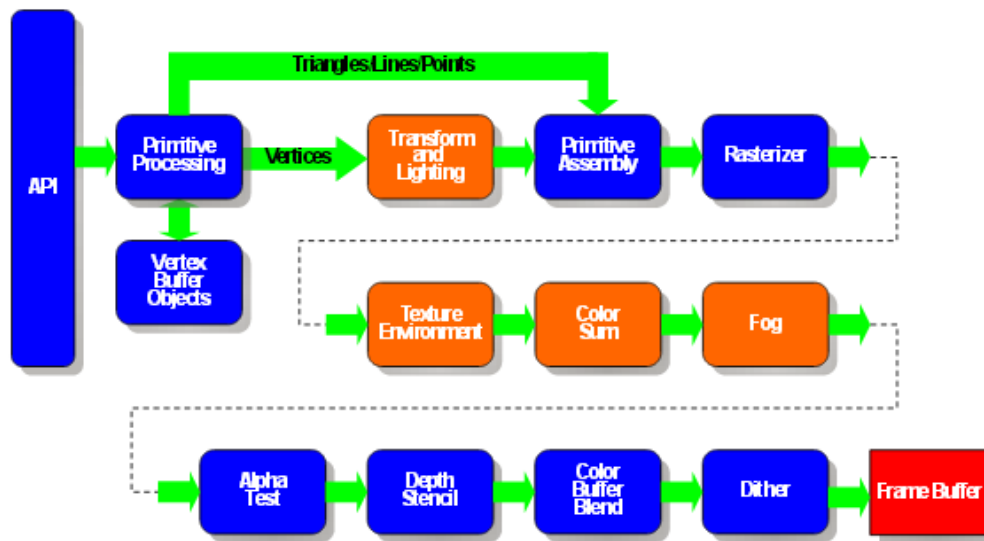 Triangles/Lines/Points
API
Primitive
Processing
Vertices
Transform
and
Lighting
Primitive
Assembly
Rasterizer
Vertex
Buffer
Objects
Texture
Environment
Color
Sum
Fog
Alpha
Test
Depth
Stencil
Color
Buffer
Blend
Dither
Frame Buffer